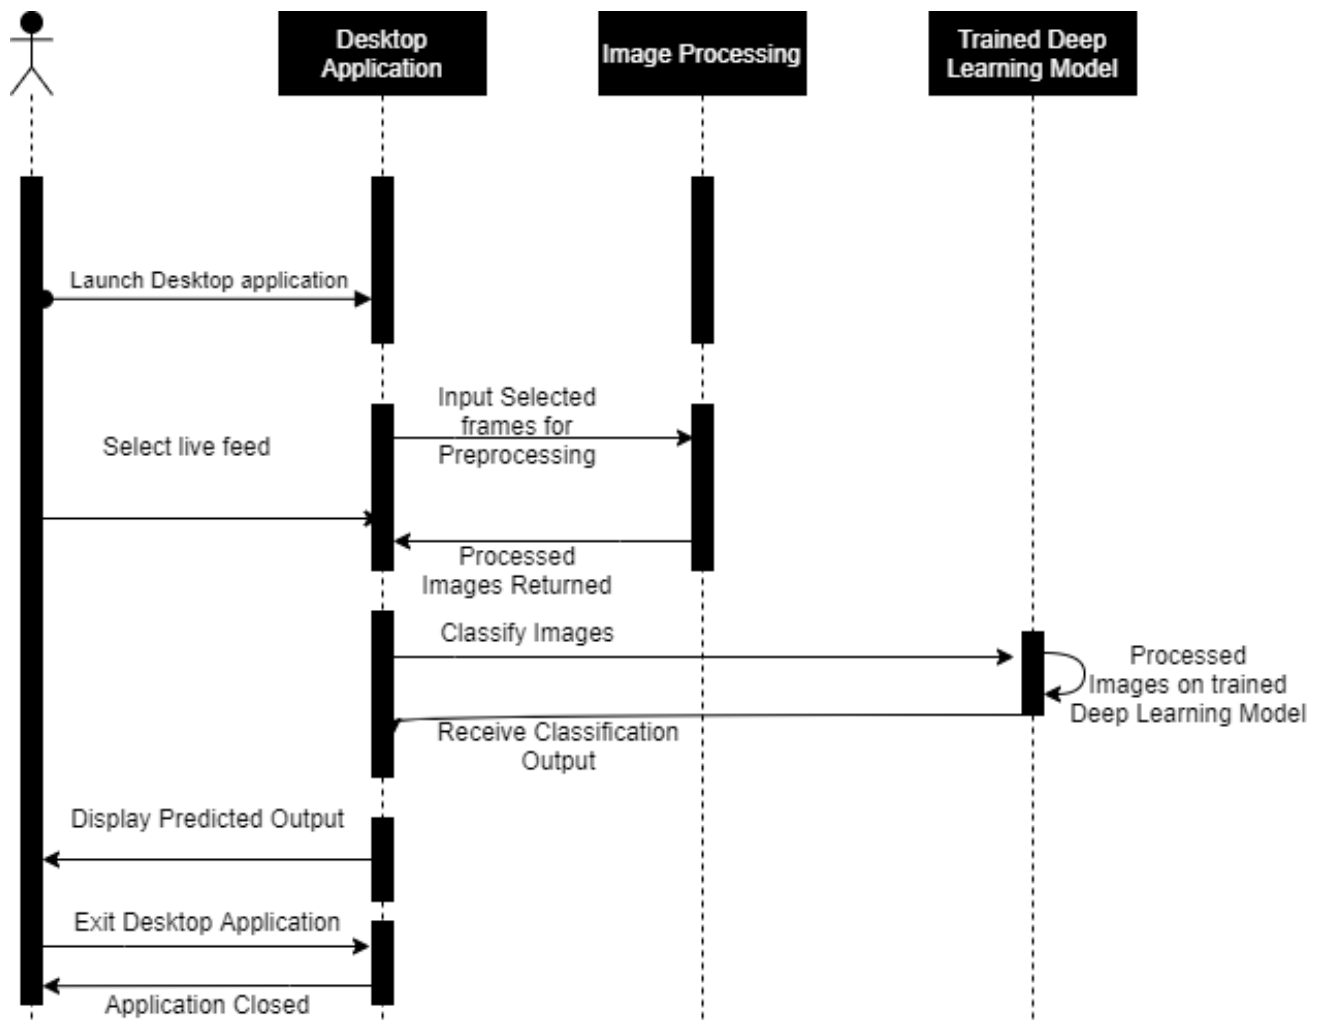 Desktop
Application
Image Processing
Trained Deep
Learning Model
Launch Desktop application
Input Selected
frames for
Preprocessing
Select live feed
Processed
Images Returned
Classify Images
Processed
Images on trained
Deep Learning Model
Receive Classification
Output
Display Predicted Output
Exit Desktop Application
Application Closed